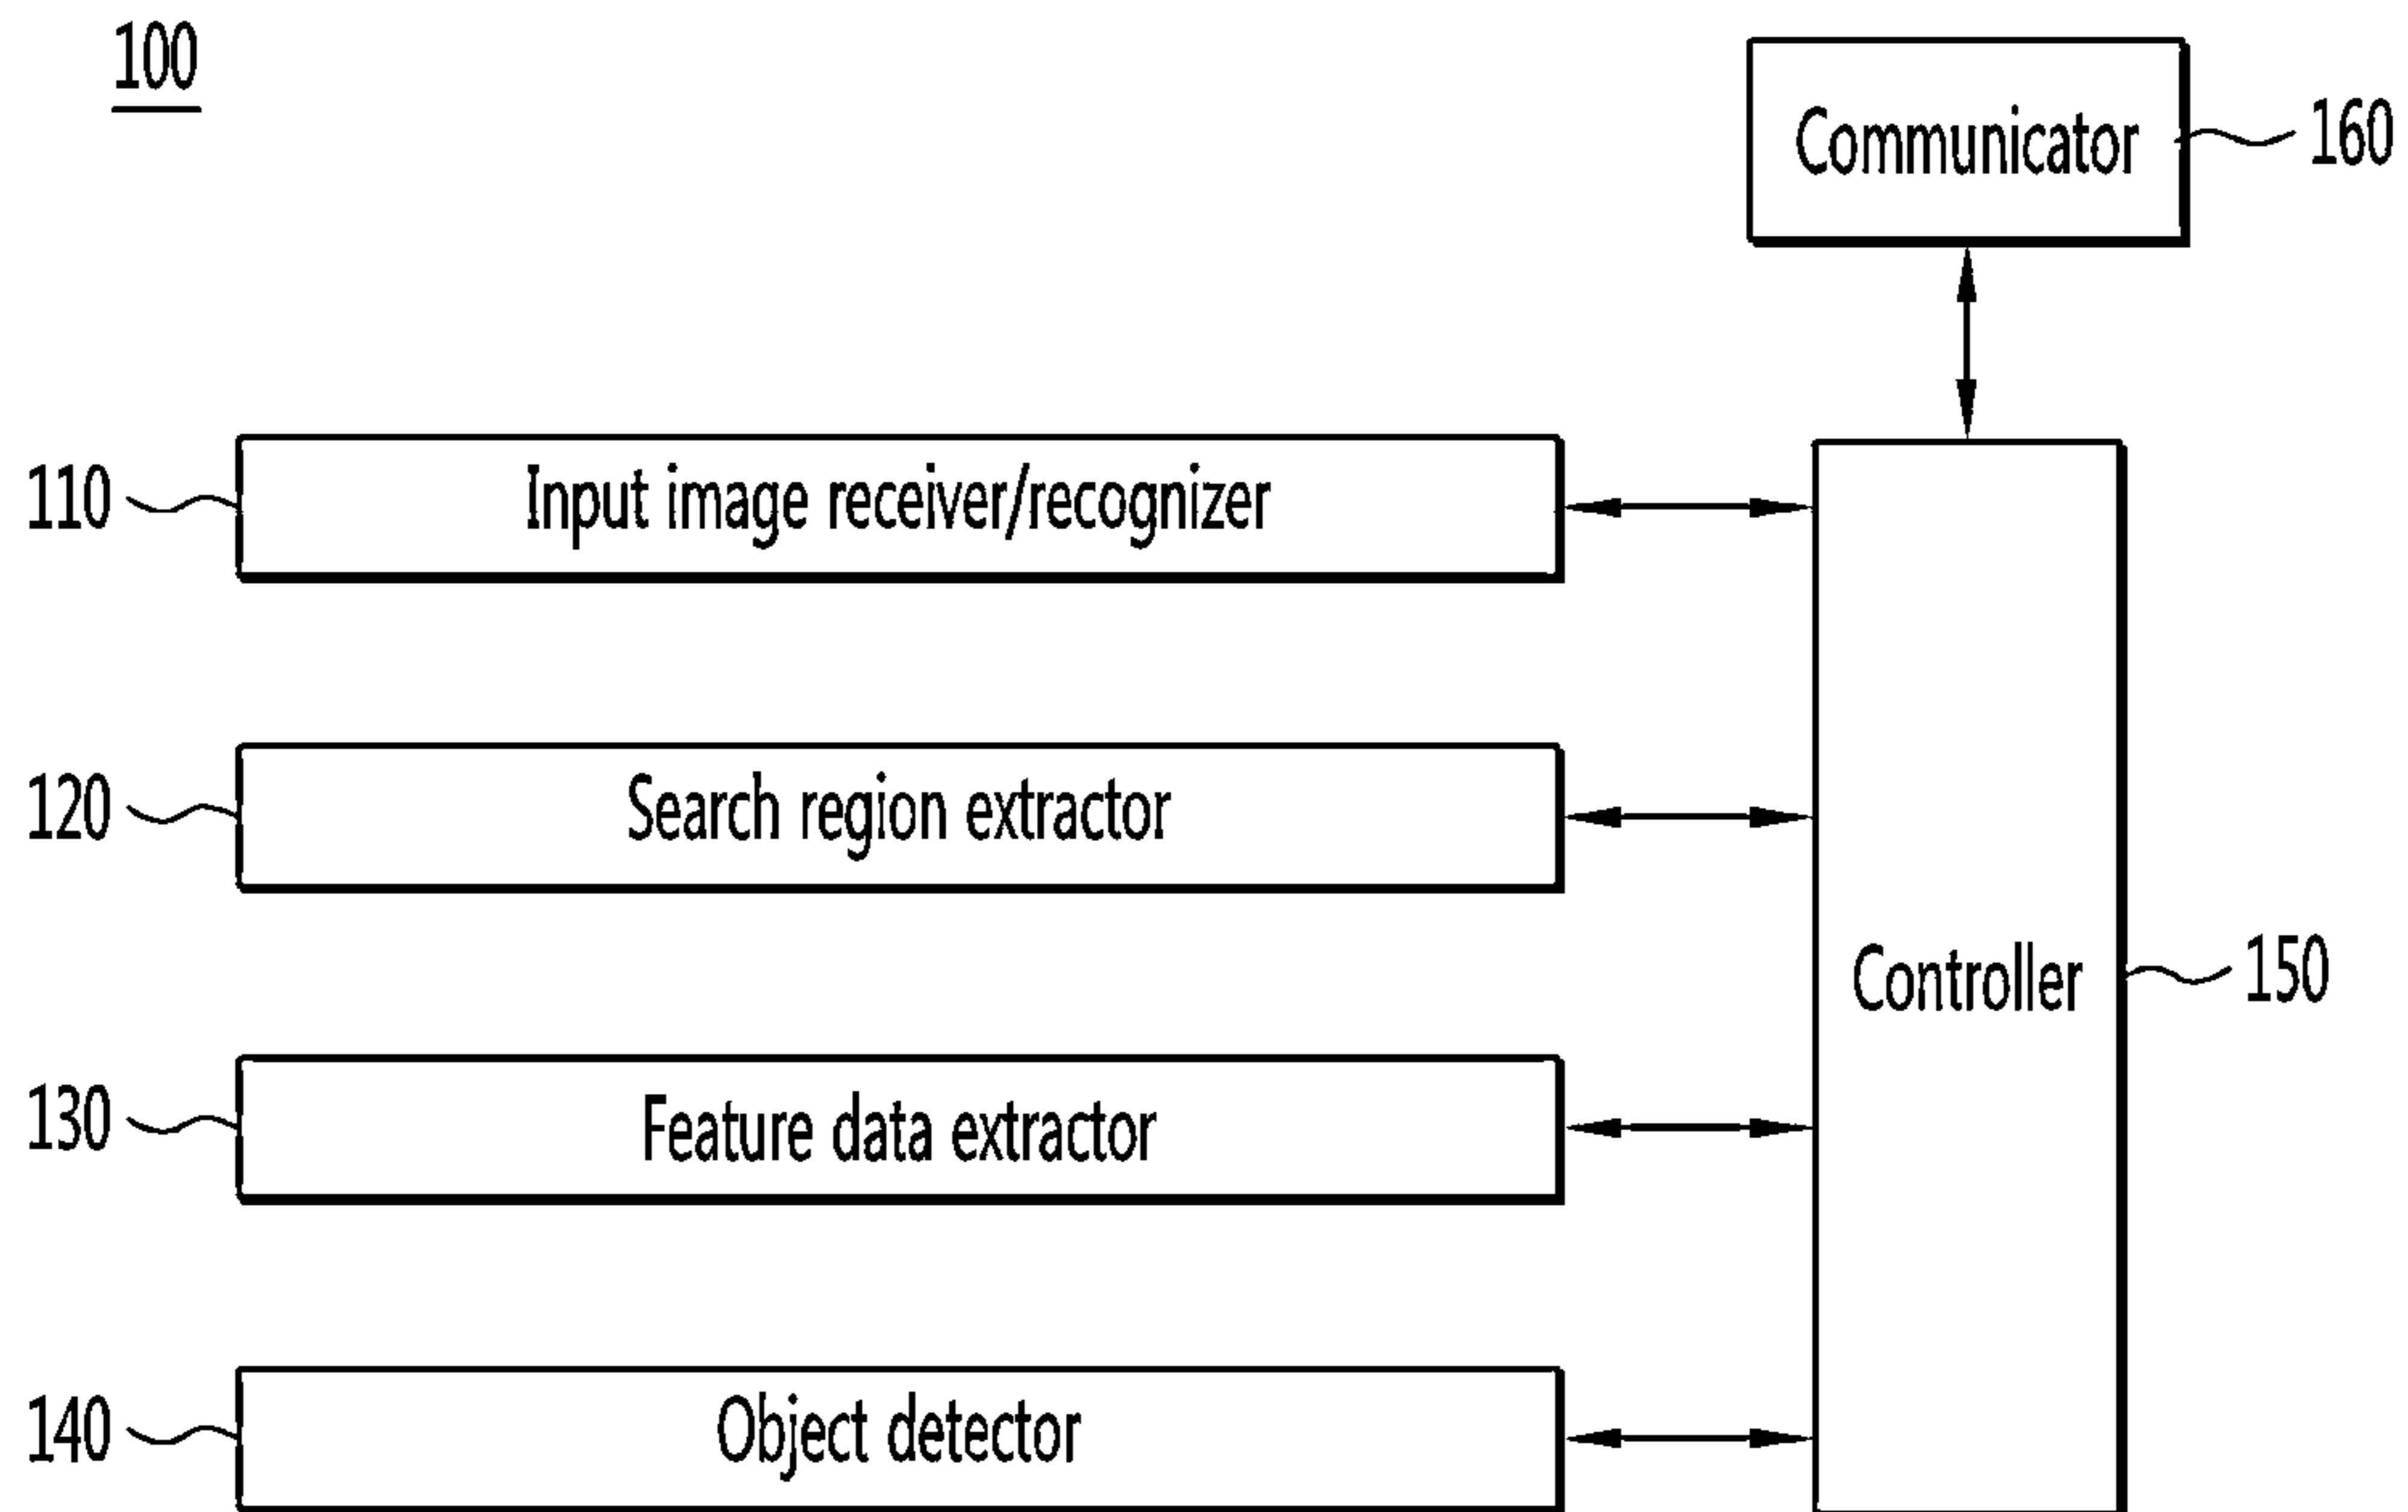 100
Communicator
160
110
Input image receiver/recognizer
120
Search region extractor
Controller
150
130
Feature data extractor
140
Object detector